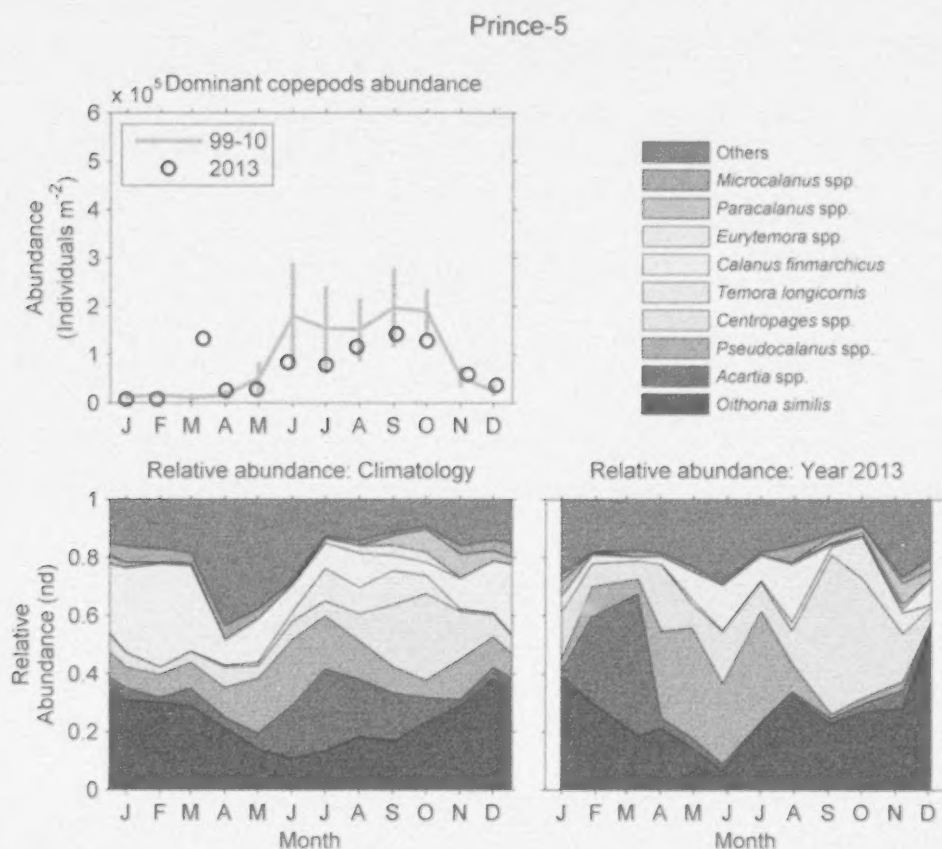 Prince-5
x 10⁵ Dominant copepods abundance
6
5
4
3
2
1
0
Abundance
(Individuals m⁻²)
99-10
2013
J F M A M J J A S O N D
Others
Microcalanus spp.
Paracalanus spp.
Eurytemora spp.
Calanus finmarchicus
Temora longicornis
Centropages spp.
Pseudocalanus spp.
Acartia spp.
Oithona similis
Relative abundance: Climatology
1
0.8
0.6
0.4
0.2
0
Relative
Abundance (nd)
J F M A M J J A S O N D
Month
Relative abundance: Year 2013
J F M A M J J A S O N D
Month